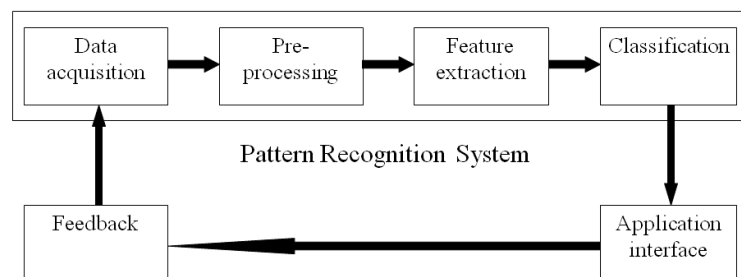 Data
acquisition
Pre-
processing
Feature
extraction
Classification
Pattern Recognition System
Feedback
Application
interface